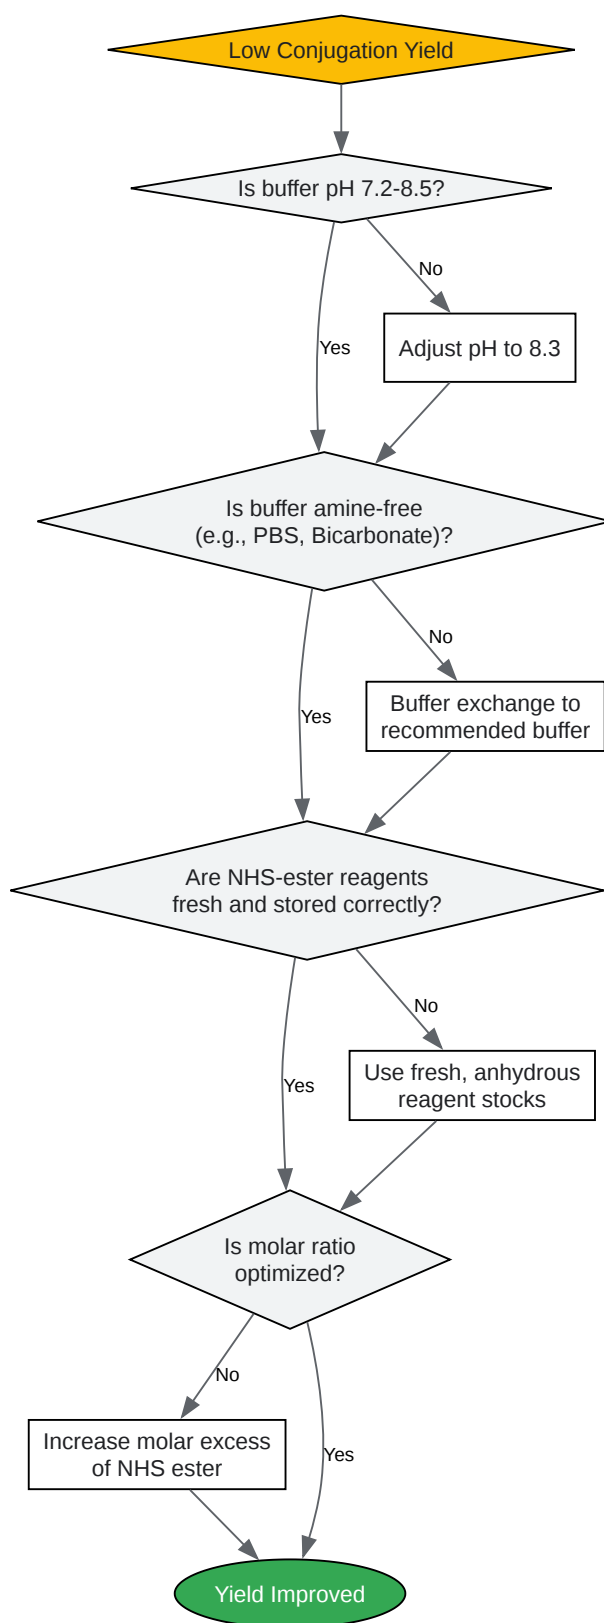 Low Conjugation Yield
Is buffer pH 7.2-8.5?
No
Yes
Adjust pH to 8.3
Is buffer amine-free
(e.g., PBS, Bicarbonate)?
No
Yes
Buffer exchange to
recommended buffer
Are NHS-ester reagents
fresh and stored correctly?
No
Yes
Use fresh, anhydrous
reagent stocks
Is molar ratio
optimized?
No
Increase molar excess
of NHS ester
Yes
Yield Improved